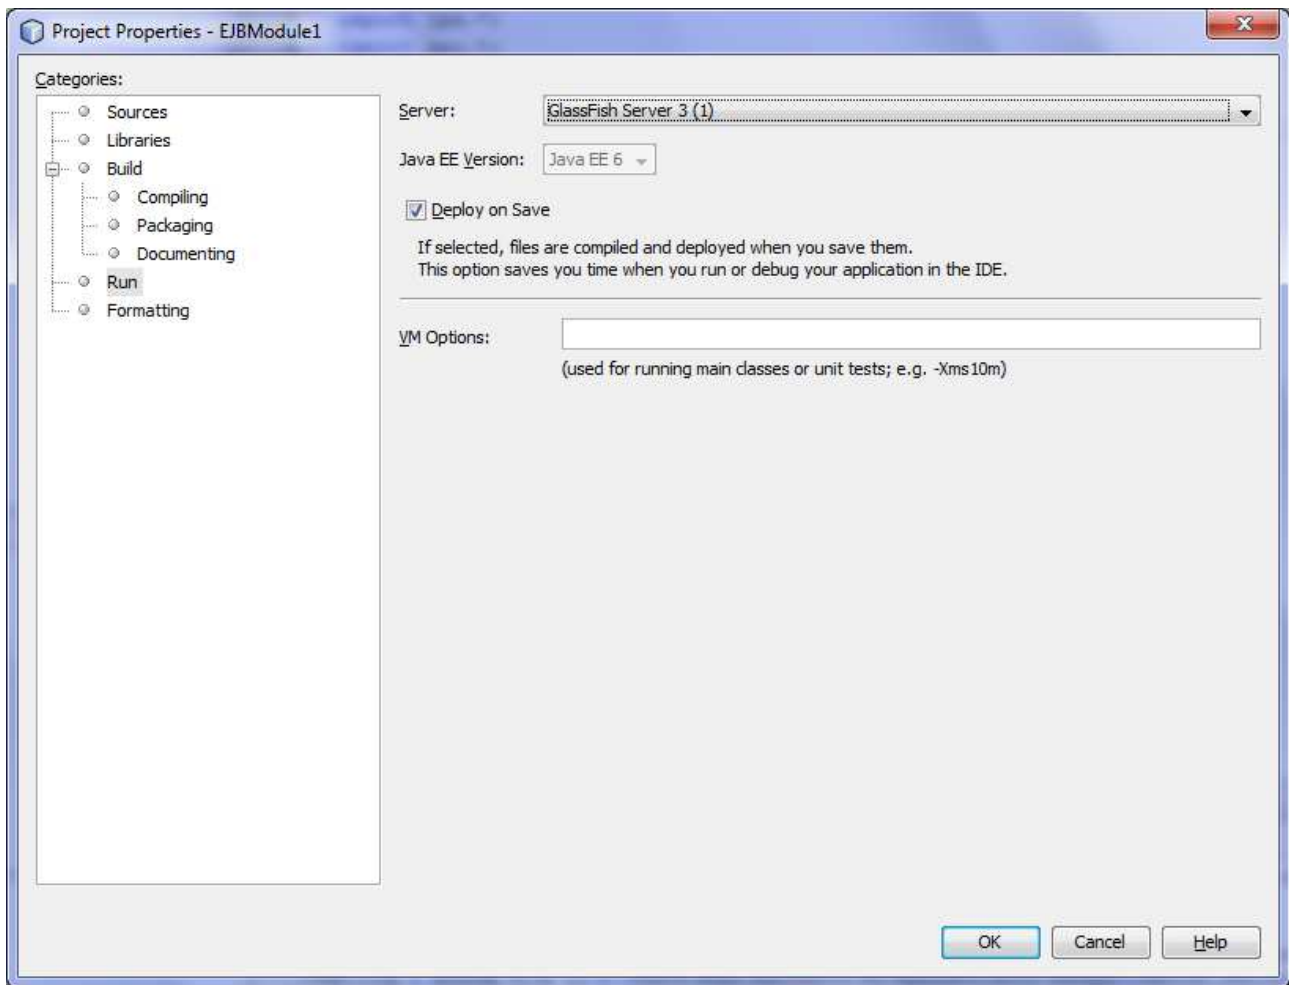 Project Properties - EJBModule1
Categories:
Sources
Libraries
Build
Compiling
Packaging
Documenting
Run
Formatting
Server: GlassFish Server 3 (1)
Java EE Version: Java EE 6
Deploy on Save
If selected, files are compiled and deployed when you save them.
This option saves you time when you run or debug your application in the IDE.
VM Options:
(used for running main classes or unit tests; e.g. -Xms10m)
OK Cancel Help